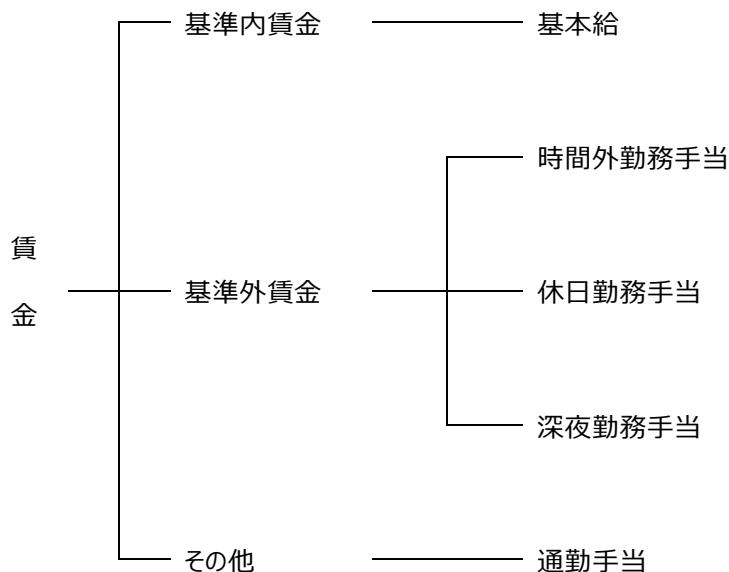 賃金
基準内賃金
基本給
時間外勤務手当
基準外賃金
休日勤務手当
深夜勤務手当
その他
通勤手当